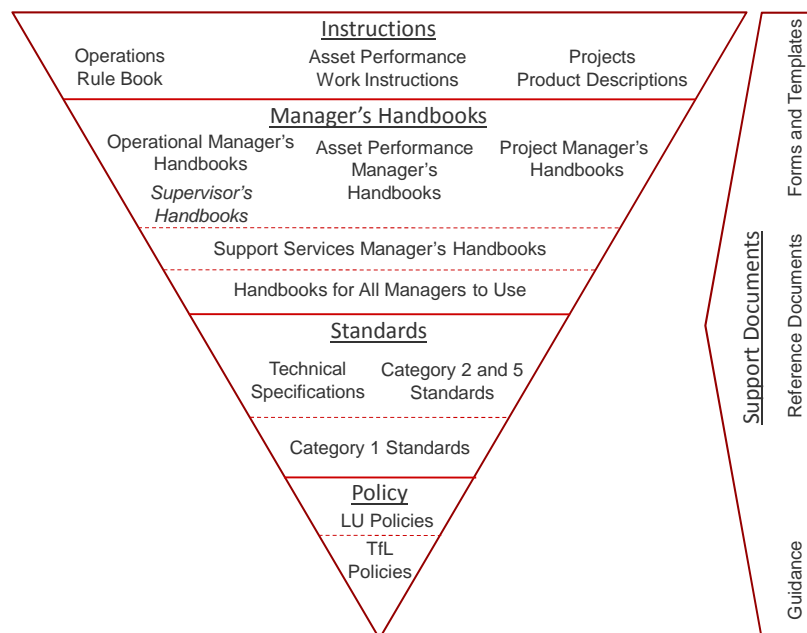 Instructions
Operations
Rule Book
Asset Performance
Work Instructions
Projects
Product Descriptions
Manager's Handbooks
Operational Manager's
Handbooks
Supervisor's
Handbooks
Asset Performance
Manager's
Handbooks
Project Manager's
Handbooks
Support Services Manager's Handbooks
Handbooks for All Managers to Use
Standards
Technical
Specifications
Category 2 and 5
Standards
Category 1 Standards
Policy
LU Policies
TfL
Policies
Support Documents
Forms and Templates
Reference Documents
Guidance